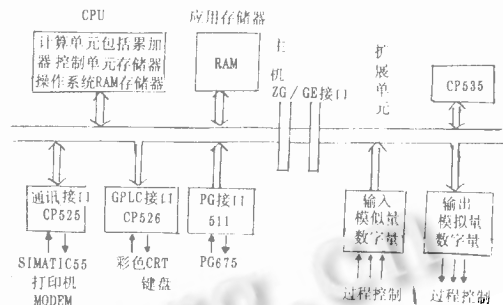 CPU
应用存储器
计算单元包括累加
器控制单元存储器
操作系统RAM存储器
RAM
主
机
ZG/GE接口
扩
展
单
元
CP535
通讯接口
CP525
GPLC接口
CP526
PG接口
511
输入
模似量
数字量
输出
模拟量
数字量
SIMATIC55
打印机
MODEM
彩色CRT
键盘
PG675
过程控制
过程控制